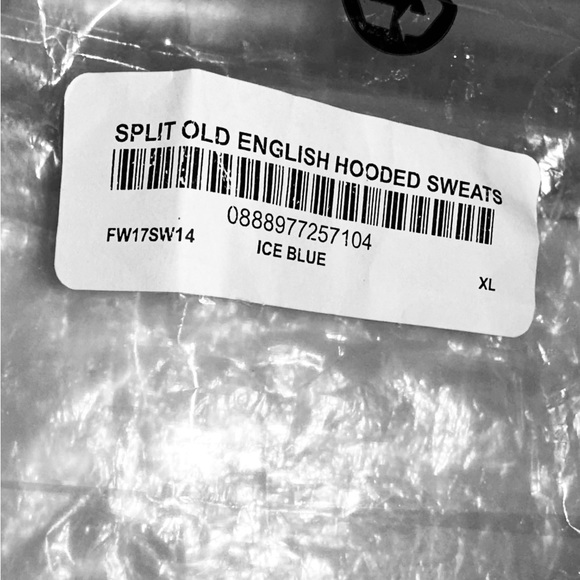 SPLIT OLD ENGLISH HOODED SWEATS
0888977257104
FW17SW14
ICE BLUE
XL